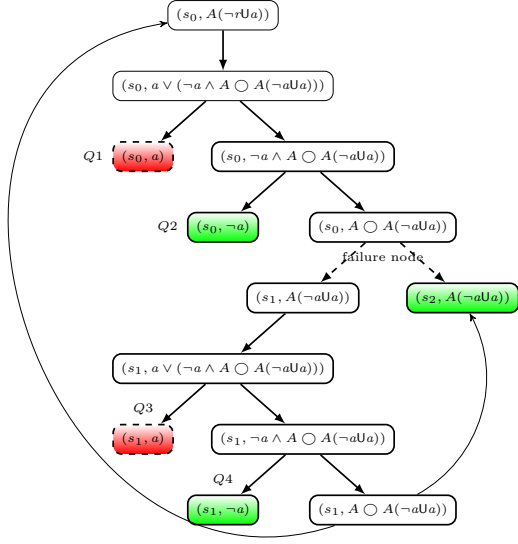 (s₀, A(¬rUa))
(s₀, a ∨ (¬a ∧ A ◯ A(¬aUa)))
Q1 (s₀, a) (s₀, ¬a ∧ A ◯ A(¬aUa))
Q2 (s₀, ¬a) (s₀, A ◯ A(¬aUa))
failure node
(s₁, A(¬aUa)) (s₂, A(¬aUa))
(s₁, a ∨ (¬a ∧ A ◯ A(¬aUa)))
Q3
(s₁, a) (s₁, ¬a ∧ A ◯ A(¬aUa))
Q4
(s₁, ¬a) (s₁, A ◯ A(¬aUa))